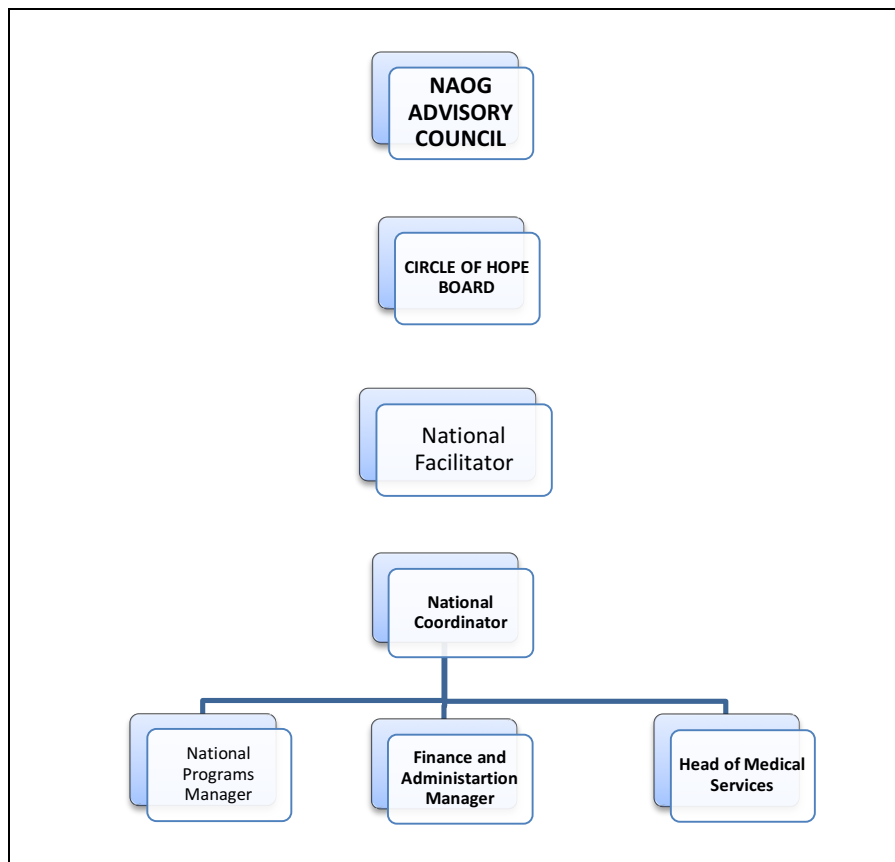 NAOG
ADVISORY
COUNCIL
CIRCLE OF HOPE
BOARD
National
Facilitator
National
Coordinator
National
Programs
Manager
Finance and
Administartion
Manager
Head of Medical
Services